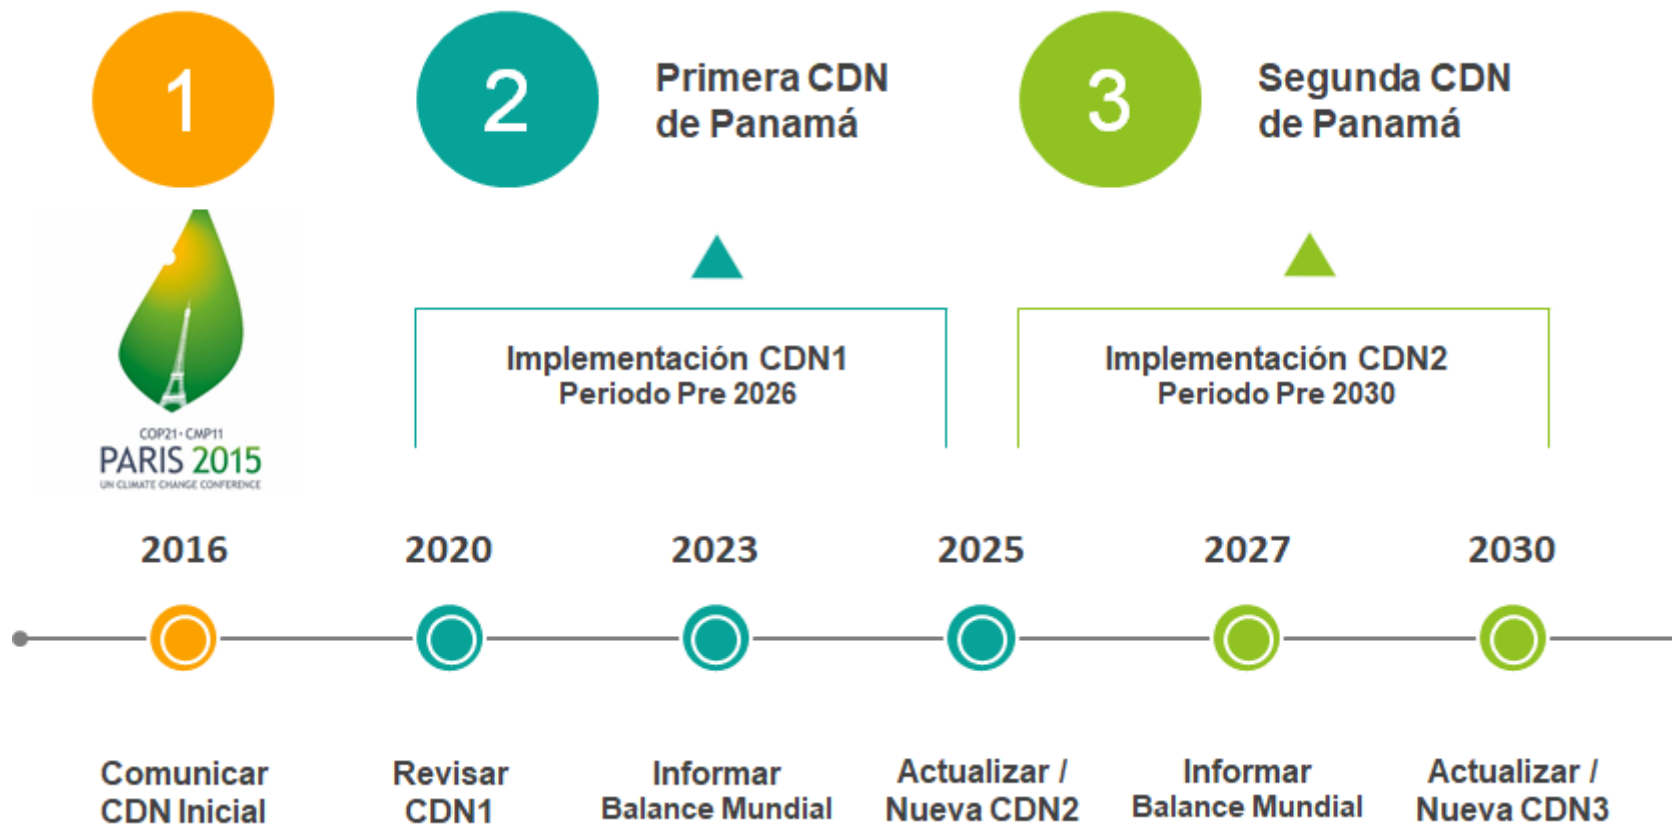 1
2
Primera CDN
de Panamá
3
Segunda CDN
de Panamá
COP21·CMP11
PARIS 2015
UN CLIMATE CHANGE CONFERENCE
Implementación CDN1
Periodo Pre 2026
Implementación CDN2
Periodo Pre 2030
2016
2020
2023
2025
2027
2030
Comunicar
CDN Inicial
Revisar
CDN1
Informar
Balance Mundial
Actualizar /
Nueva CDN2
Informar
Balance Mundial
Actualizar /
Nueva CDN3